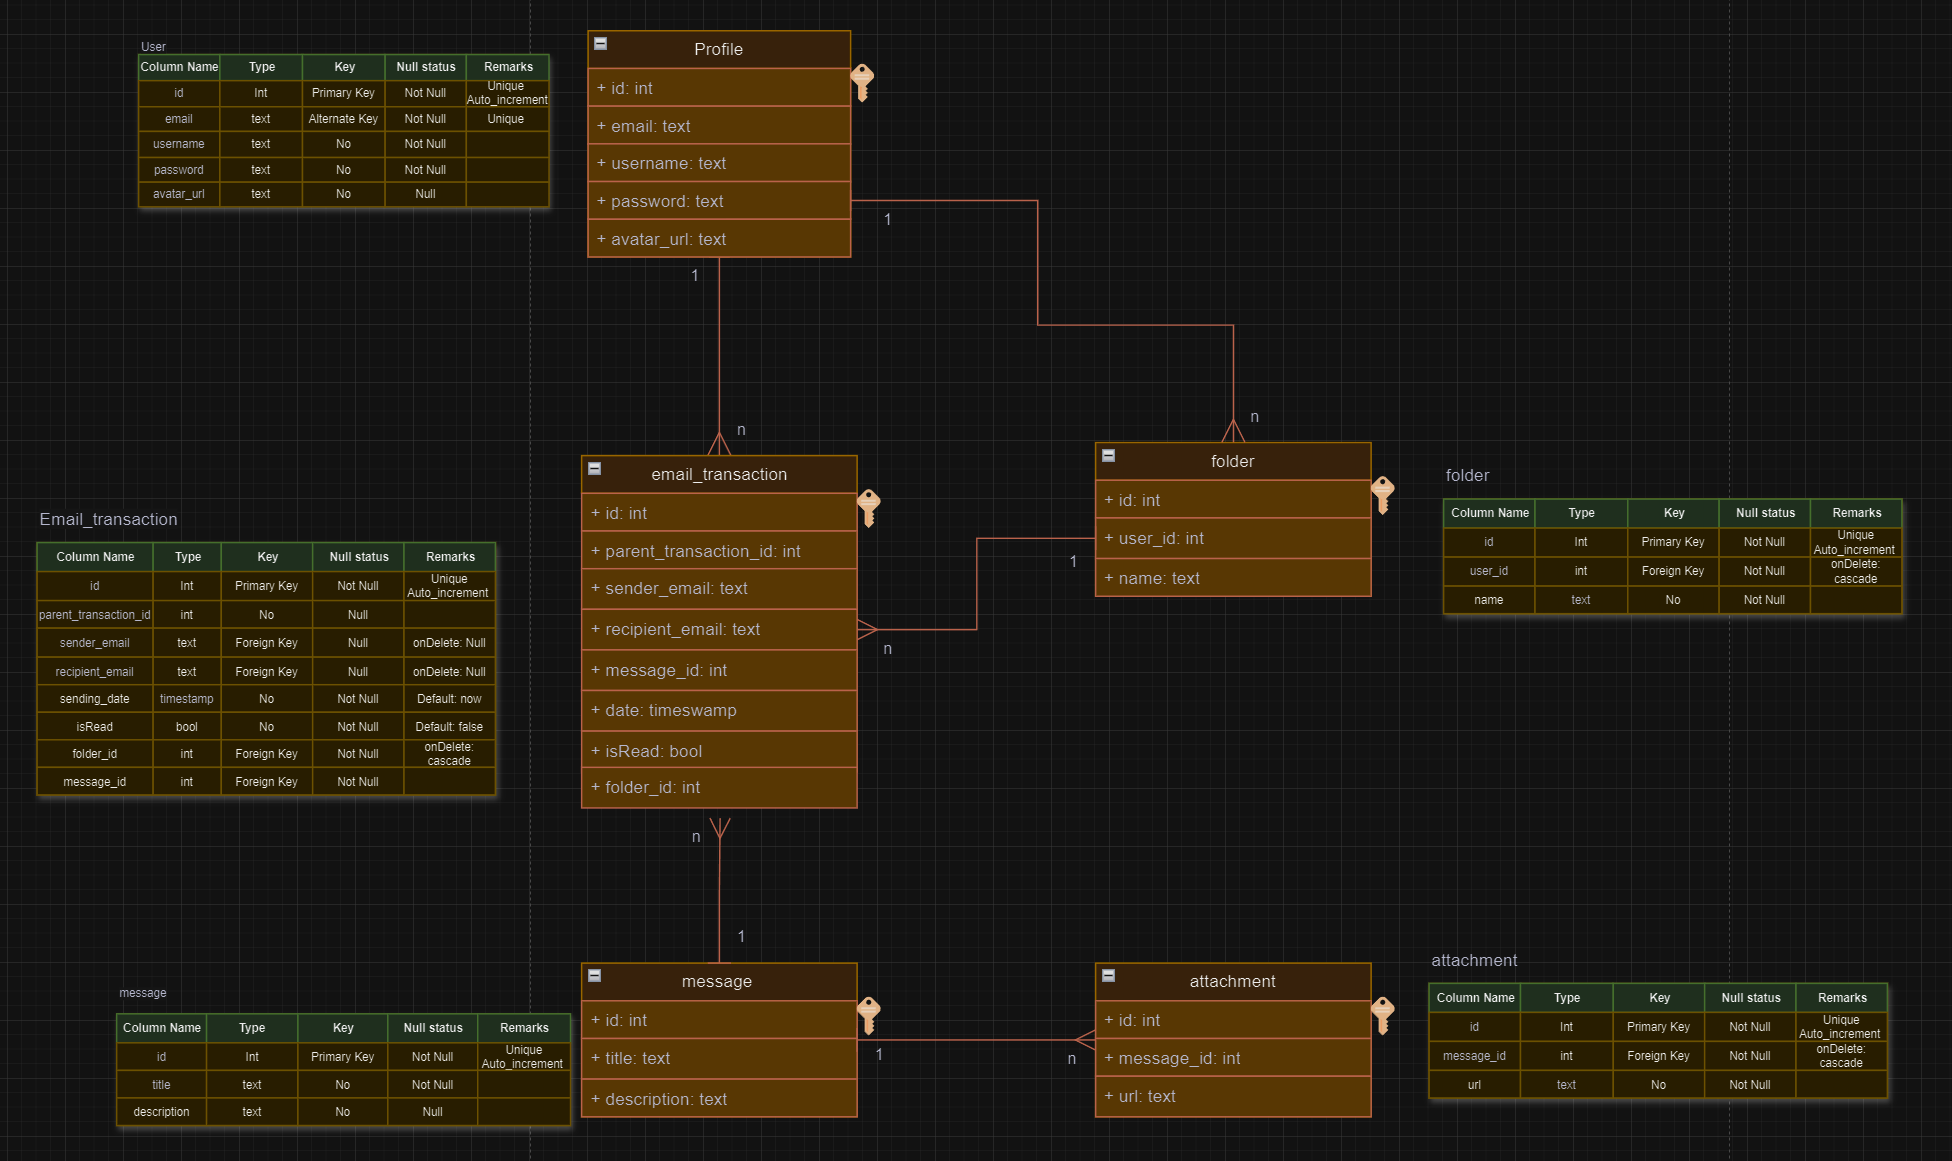 User
Column Name Type Key Null status Remarks
id Int Primary Key Not Null Unique Auto_increment
email text Alternate Key Not Null Unique
username text No Not Null
password text No Not Null
avatar_url text No Null
Profile
+ id: int
+ email: text
+ username: text
+ password: text
+ avatar_url: text
1
1
n
n
email_transaction
+ id: int
+ parent_transaction_id: int
+ sender_email: text
+ recipient_email: text
+ message_id: int
+ date: timeswamp
+ isRead: bool
+ folder_id: int
folder
+ id: int
+ user_id: int
+ name: text
1
n
folder
Column Name Type Key Null status Remarks
id Int Primary Key Not Null Unique Auto_increment
user_id int Foreign Key Not Null onDelete: cascade
name text No Not Null
Email_transaction
Column Name Type Key Null status Remarks
id Int Primary Key Not Null Unique Auto_increment
parent_transaction_id int No Null
sender_email text Foreign Key Null onDelete: Null
recipient_email text Foreign Key Null onDelete: Null
sending_date timestamp No Not Null Default: now
isRead bool No Not Null Default: false
folder_id int Foreign Key Not Null onDelete: cascade
message_id int Foreign Key Not Null
n
1
message
Column Name Type Key Null status Remarks
id Int Primary Key Not Null Unique Auto_increment
title text No Not Null
description text No Null
message
+ id: int
+ title: text
+ description: text
1
n
attachment
+ id: int
+ message_id: int
+ url: text
attachment
Column Name Type Key Null status Remarks
id Int Primary Key Not Null Unique Auto_increment
message_id int Foreign Key Not Null onDelete: cascade
url text No Not Null